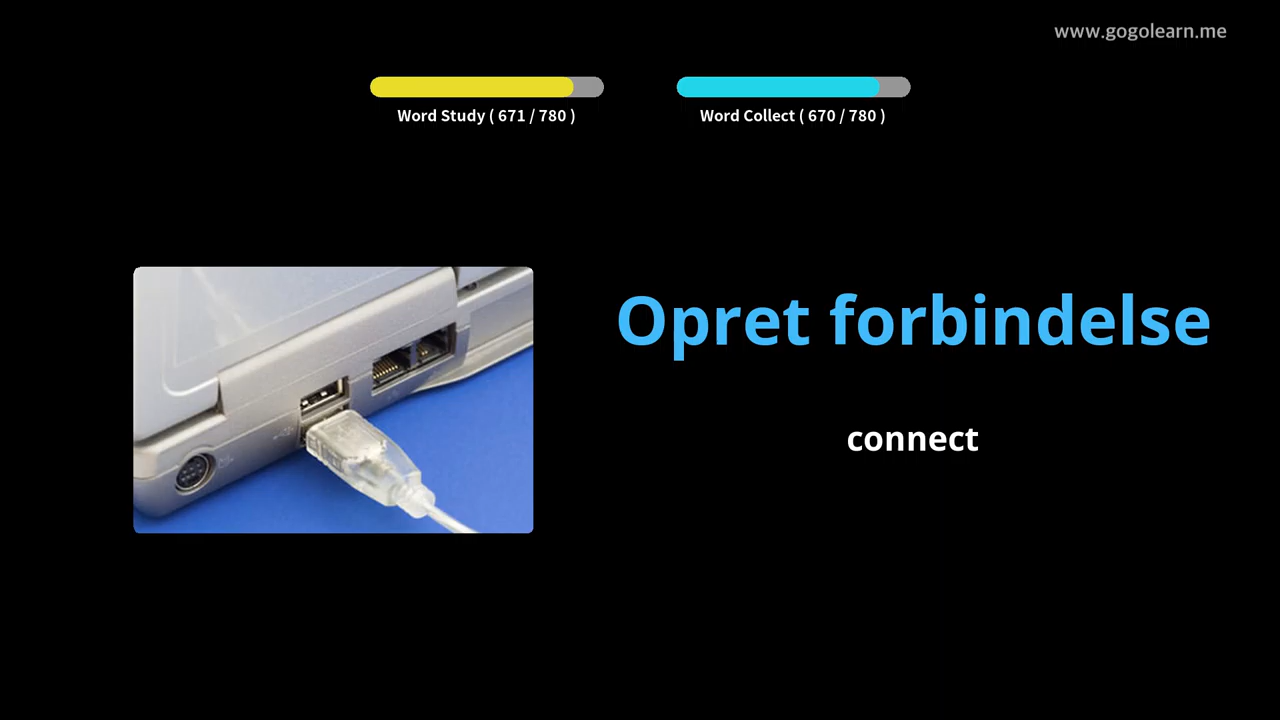 www.gogolearn.me
Word Study ( 671 / 780 )
Word Collect ( 670 / 780 )
Opret forbindelse
connect